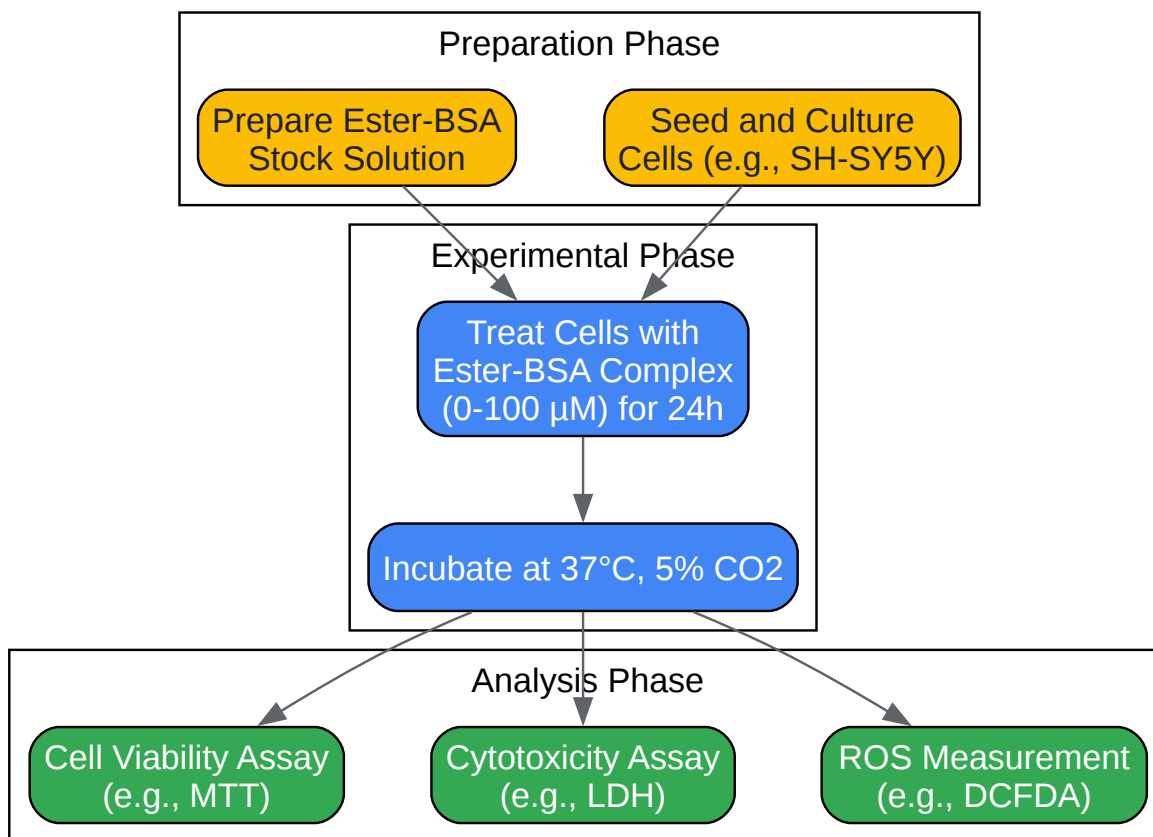 Preparation Phase
Prepare Ester-BSA
Stock Solution
Seed and Culture
Cells (e.g., SH-SY5Y)
Experimental Phase
Treat Cells with
Ester-BSA Complex
(0-100 µM) for 24h
Incubate at 37°C, 5% CO2
Analysis Phase
Cell Viability Assay
(e.g., MTT)
Cytotoxicity Assay
(e.g., LDH)
ROS Measurement
(e.g., DCFDA)